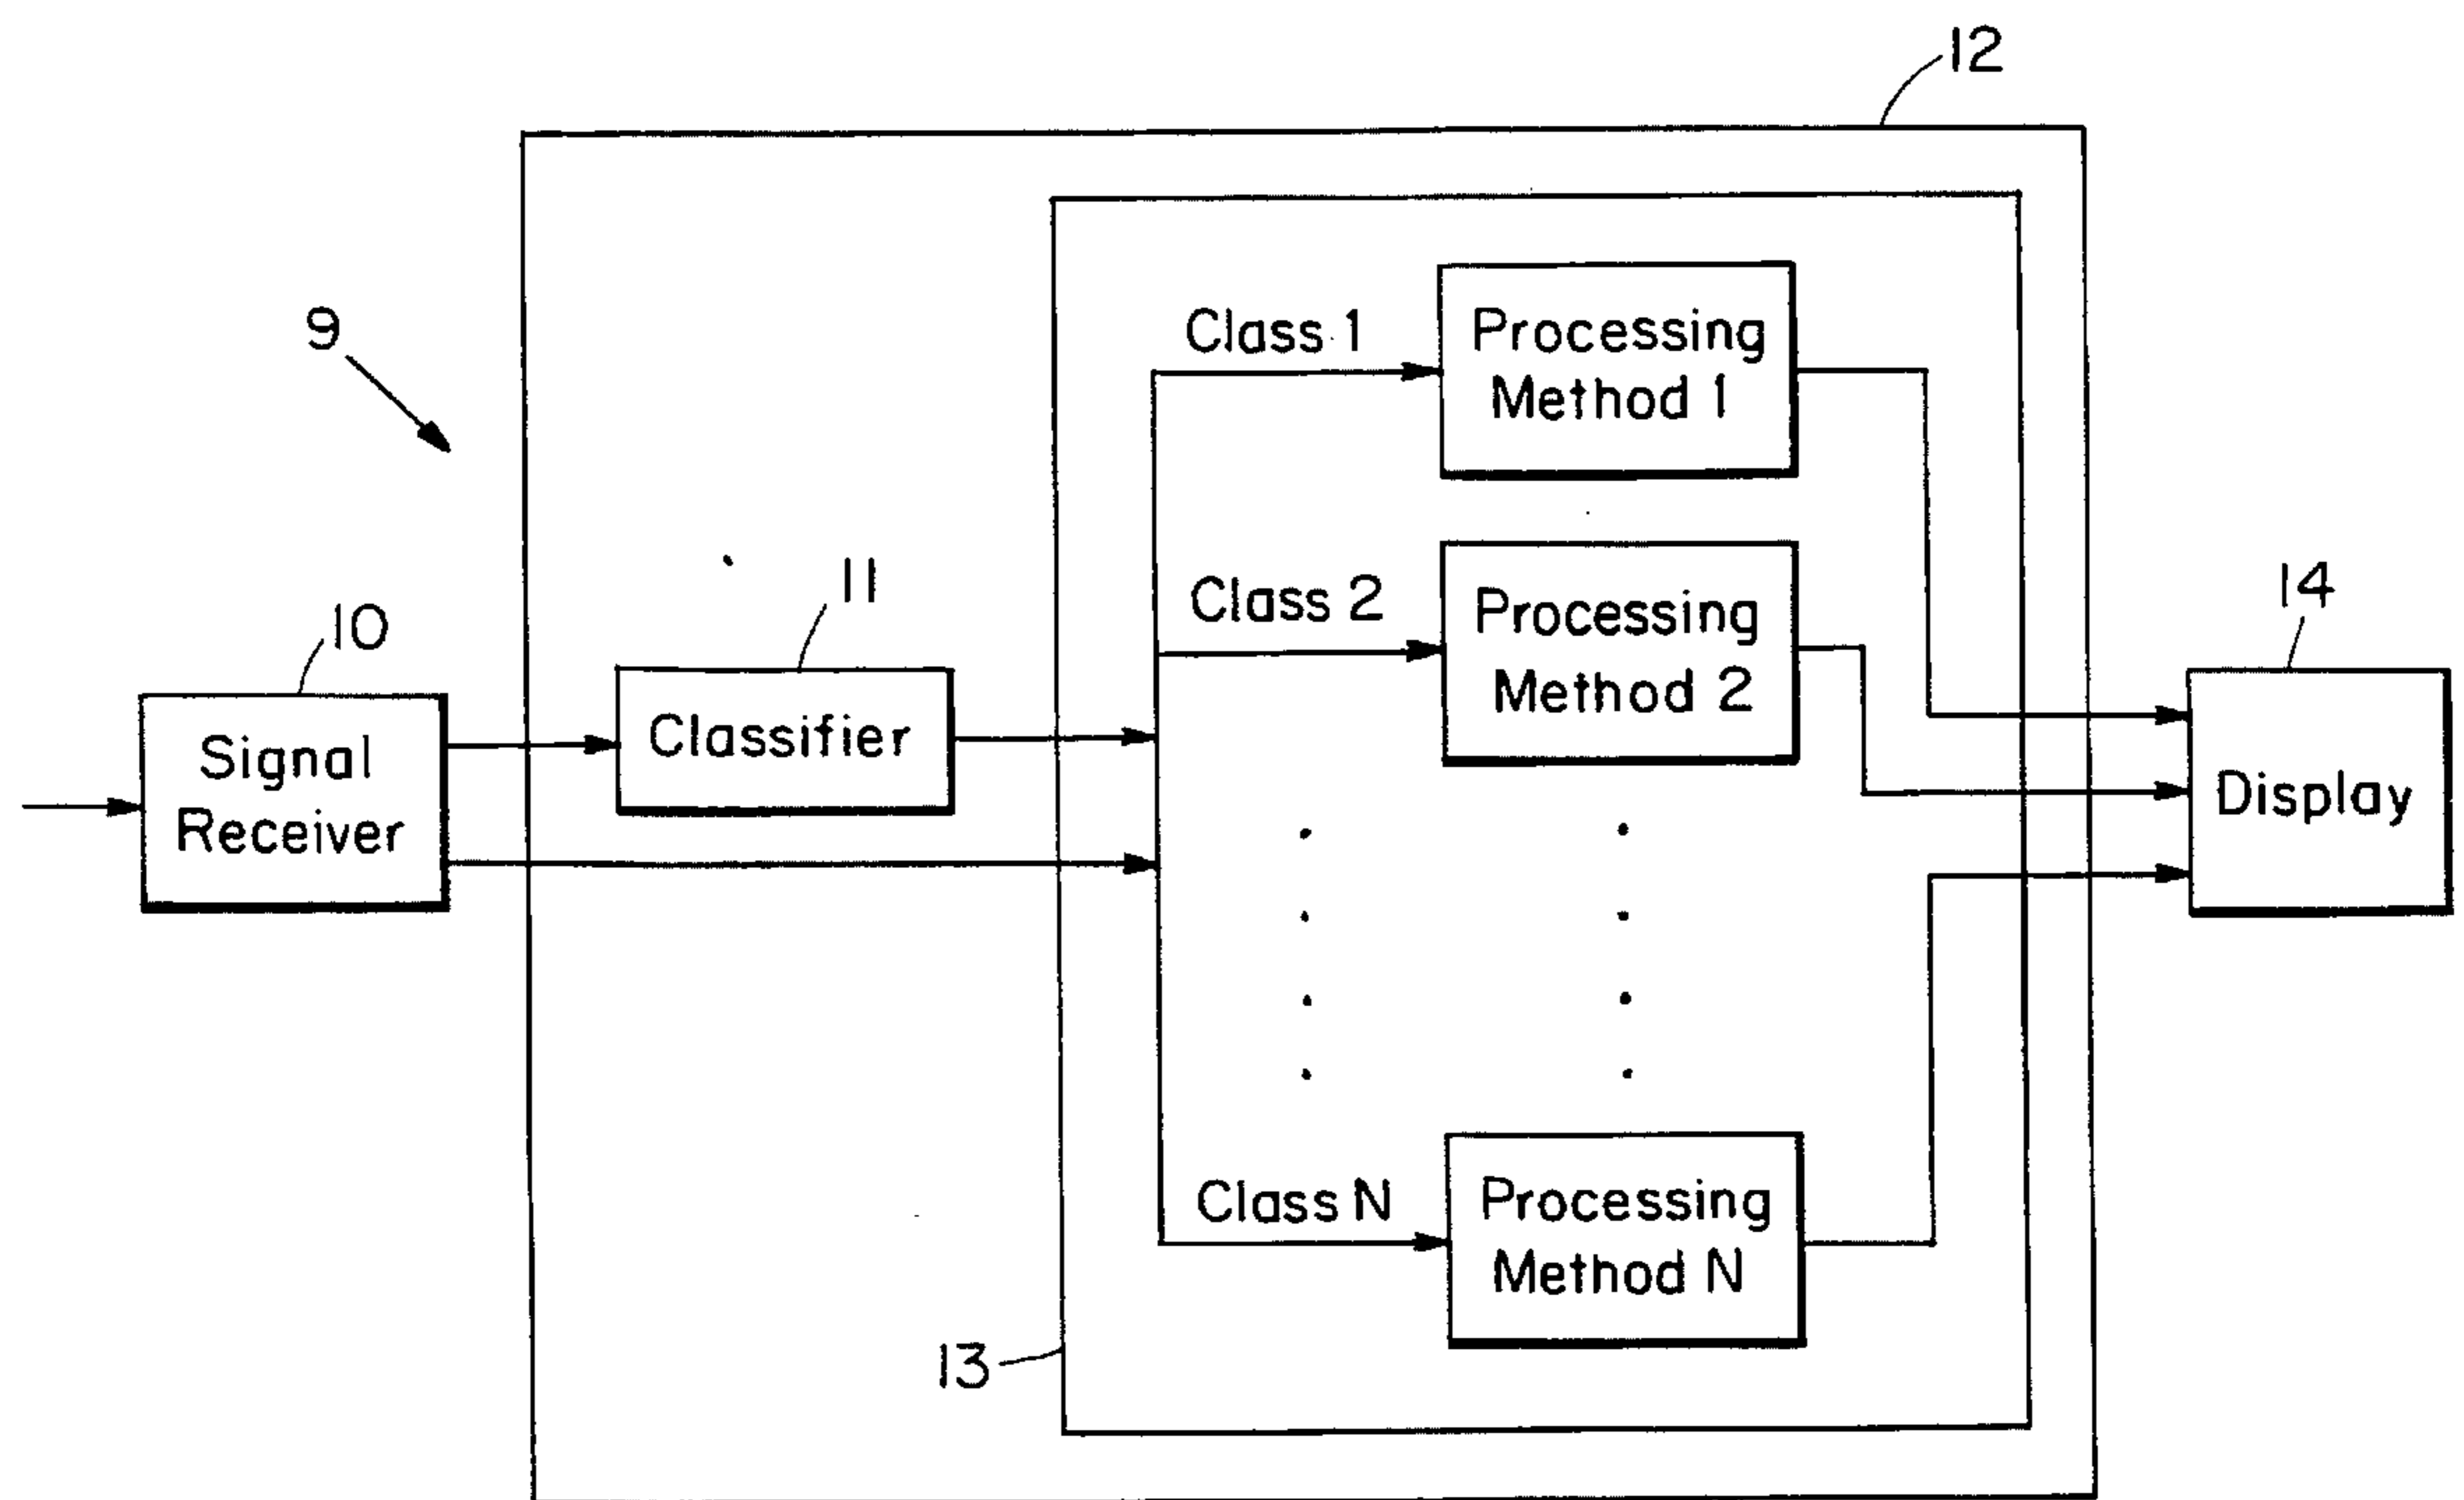 12
9
Class 1
Processing
Method 1
11
Class 2
Processing
Method 2
14
10
Signal
Receiver
Classifier
Display
Class N
Processing
Method N
13